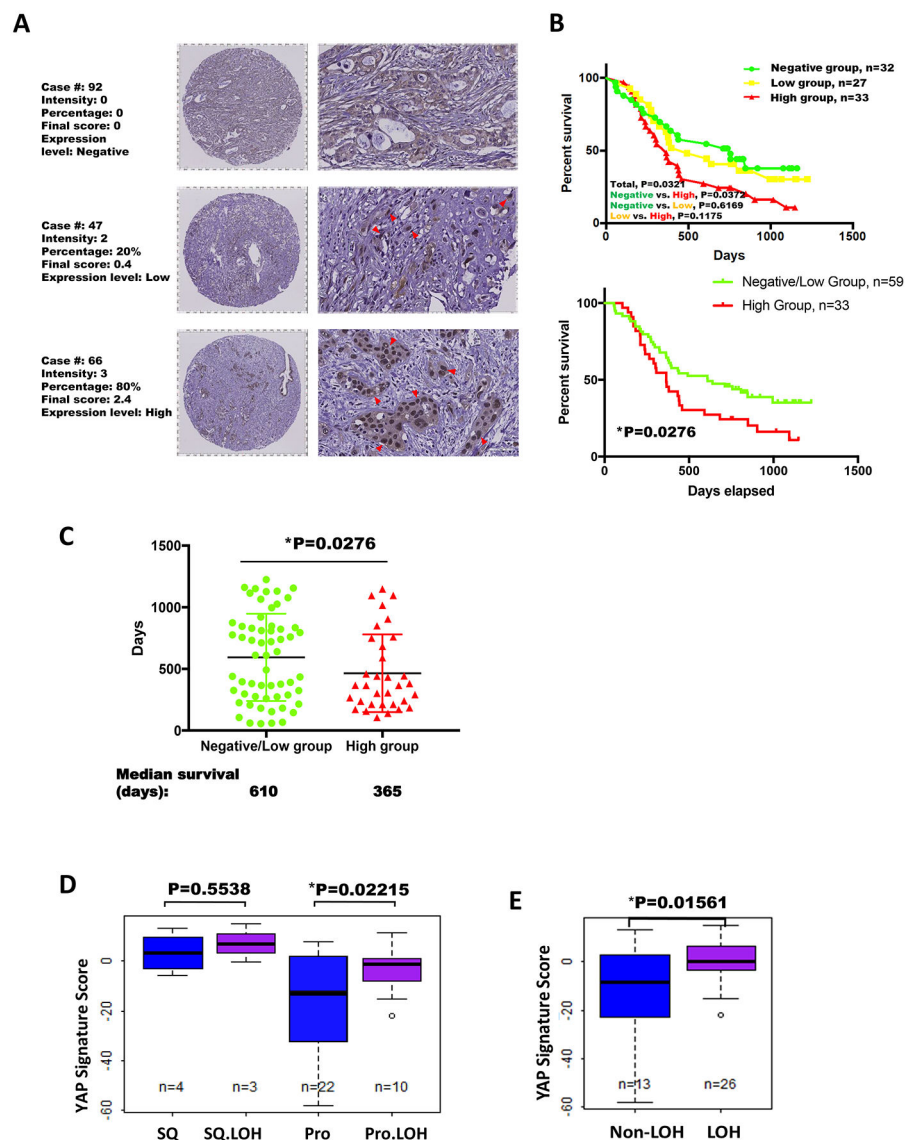 A
Case #: 92
Intensity: 0
Percentage: 0
Final score: 0
Expression
level: Negative
Case #: 47
Intensity: 2
Percentage: 20%
Final score: 0.4
Expression level: Low
Case #: 66
Intensity: 3
Percentage: 80%
Final score: 2.4
Expression level: High
B
Negative group, n=32
Low group, n=27
High group, n=33
Percent survival
100
50
0
Total, P=0.0321
Negative vs. High, P=0.0372
Negative vs. Low, P=0.6169
Low vs. High, P=0.1175
0 500 1000 1500
Days
Negative/Low Group, n=59
High Group, n=33
Percent survival
100
50
0
*P=0.0276
0 500 1000 1500
Days elapsed
C
*P=0.0276
Days
1500
1000
500
0
Negative/Low group High group
Median survival
(days): 610 365
D
P=0.5538 *P=0.02215
YAP Signature Score
0
-20
-40
-60
n=4 n=3 n=22 n=10
SQ SQ.LOH Pro Pro.LOH
E
*P=0.01561
YAP Signature Score
0
-20
-40
-60
n=13 n=26
Non-LOH LOH